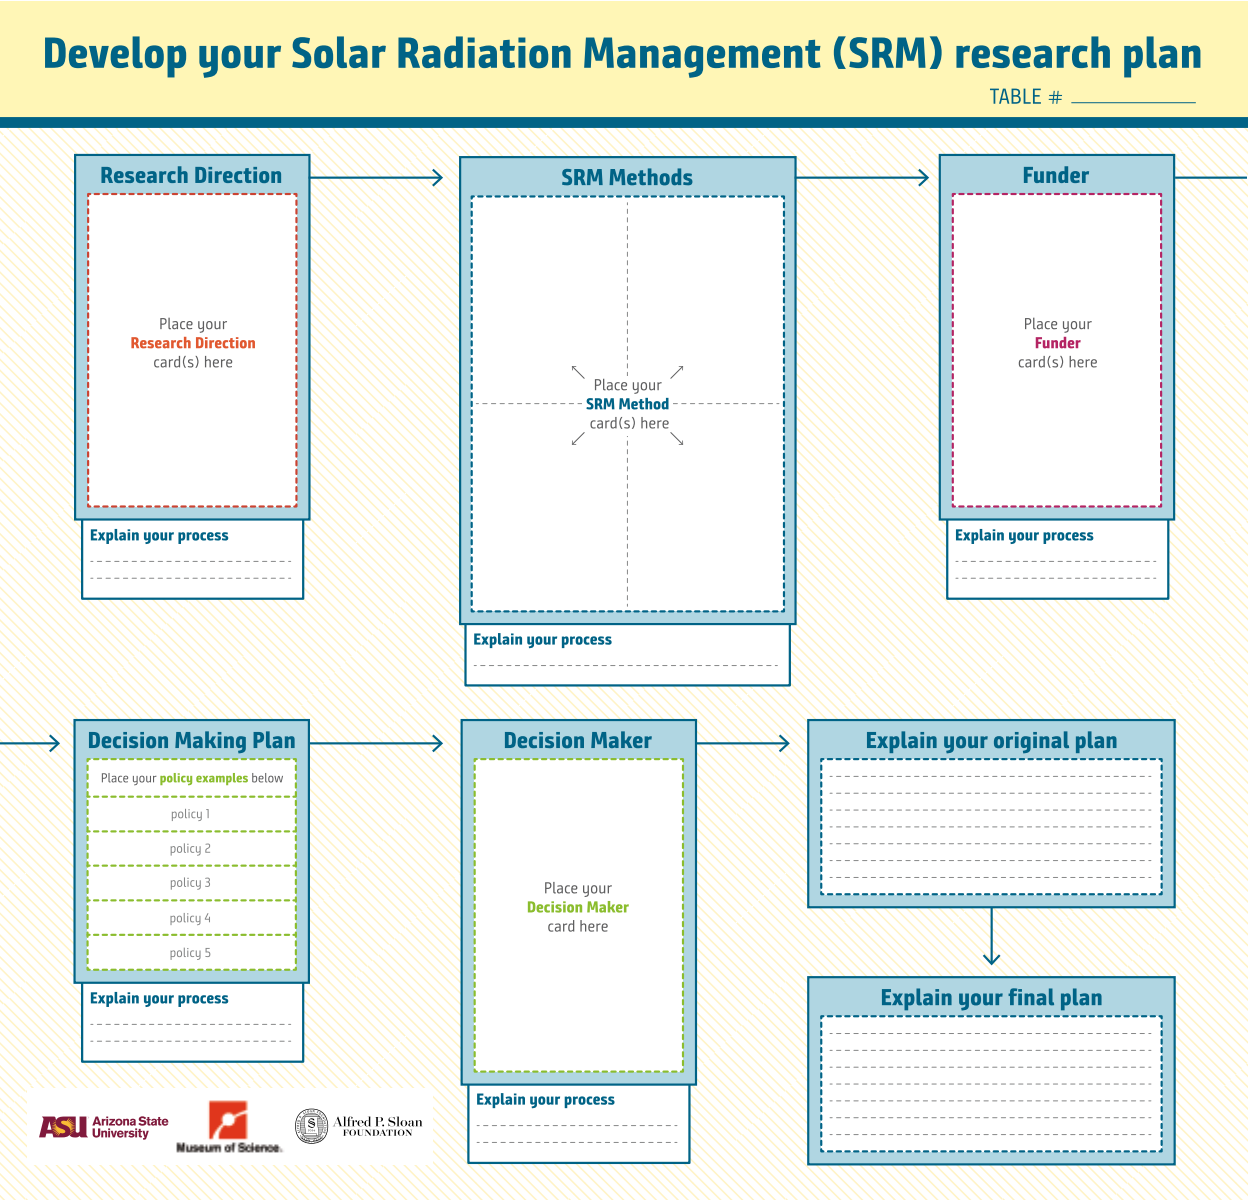 Develop your Solar Radiation Management (SRM) research plan
TABLE #
Research Direction
Place your
Research Direction
card(s) here
Explain your process
SRM Methods
Place your
SRM Method
card(s) here
Explain your process
Funder
Place your
Funder
card(s) here
Explain your process
Decision Making Plan
Place your policy examples below
policy 1
policy 2
policy 3
policy 4
policy 5
Explain your process
Decision Maker
Place your
Decision Maker
card here
Explain your process
Explain your original plan
Explain your final plan
ASU Arizona State
University
Museum of Science.
Alfred P. Sloan
FOUNDATION